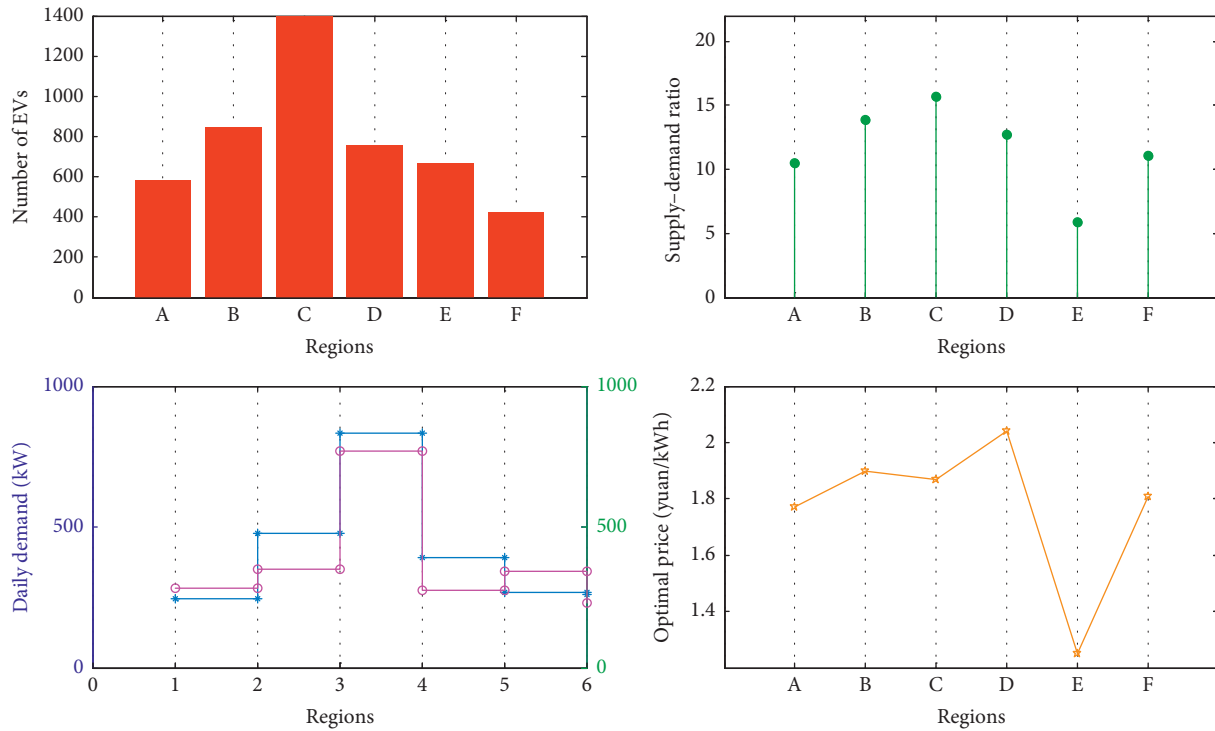 Number of EVs
1400
1200
1000
800
600
400
200
0
A B C D E F
Regions
Supply–demand ratio
20
15
10
5
0
A B C D E F
Regions
Daily demand (kW)
1000
500
0
1000
500
0
0 1 2 3 4 5 6
Regions
Optimal price (yuan/kWh)
2.2
2
1.8
1.6
1.4
A B C D E F
Regions